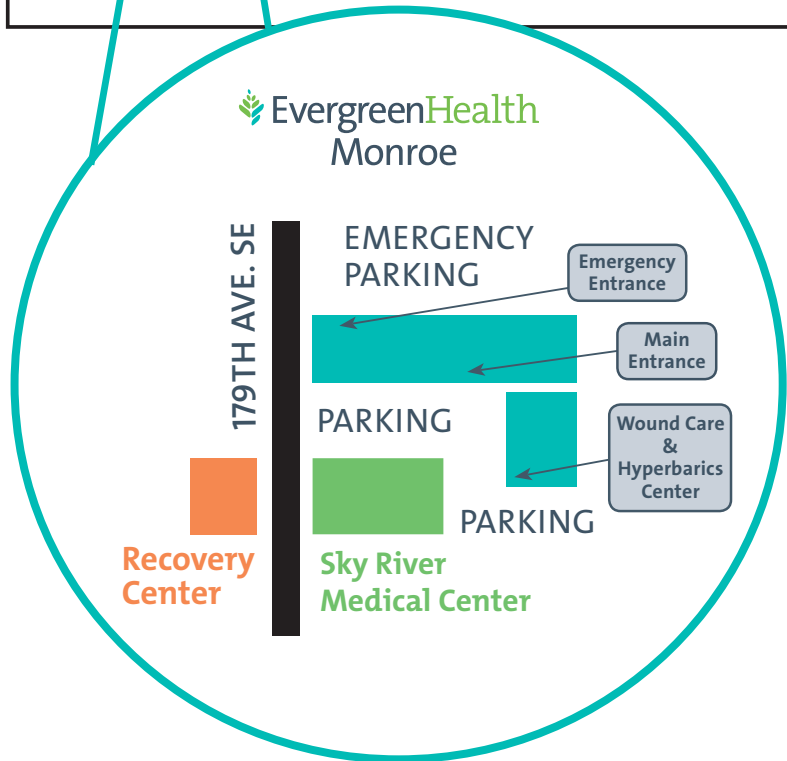 EvergreenHealth
Monroe
179TH AVE. SE
EMERGENCY
PARKING
Emergency
Entrance
Main
Entrance
PARKING
Wound Care
&
Hyperbarics
Center
PARKING
Recovery
Center
Sky River
Medical Center